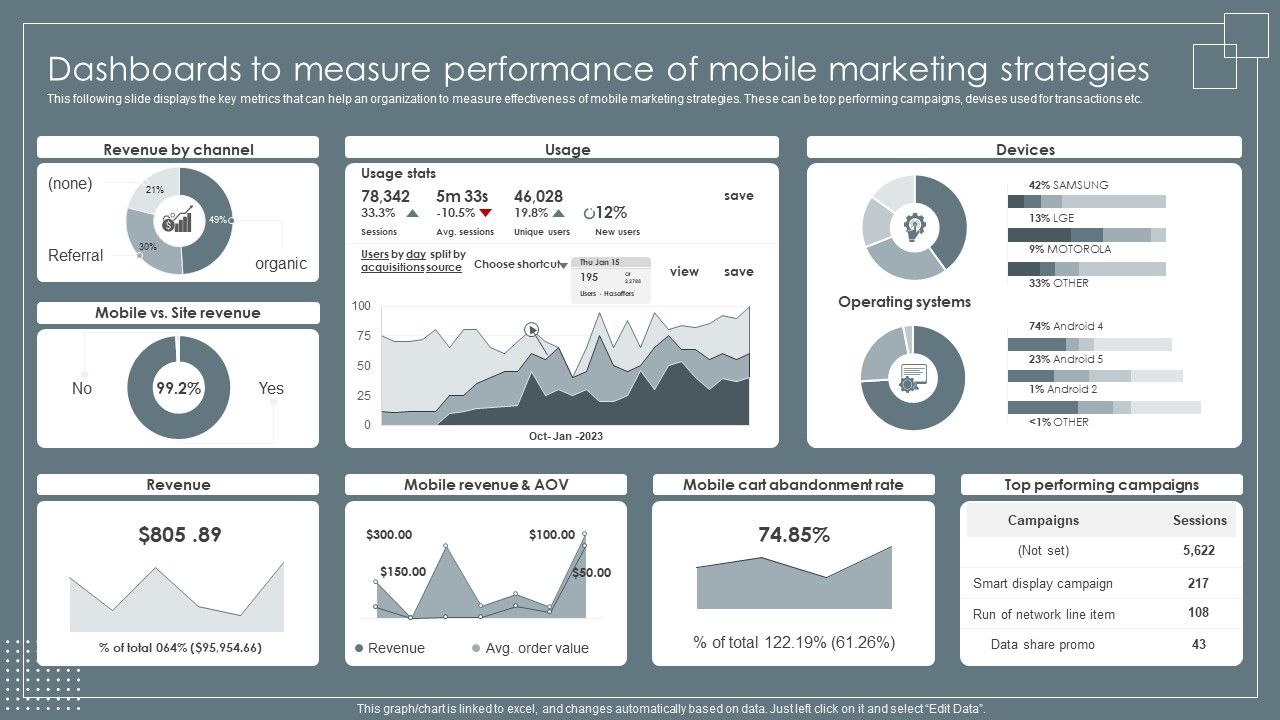 Dashboards to measure performance of mobile marketing strategies
This following slide displays the key metrics that can help an organization to measure effectiveness of mobile marketing strategies. These can be top performing campaigns, devises used for transactions etc.
Revenue by channel
(none)
21%
49%
30%
Referral
organic
Mobile vs. Site revenue
No
99.2%
Yes
Usage
Usage stats
78,342 5m 33s 46,028
save
33.3% -10.5% 19.8% 12%
Sessions Avg. sessions Unique users New users
Users by day split by
acquisitions source
Choose shortcut
Thu Jan 15
195
Of
Users - Hasoffers
view save
100
75
50
25
0
Oct- Jan -2023
Devices
42% SAMSUNG
13% LGE
9% MOTOROLA
33% OTHER
Operating systems
74% Android 4
23% Android 5
1% Android 2
<1% OTHER
Revenue
$805 .89
% of total 064% ($95,954.66)
Mobile revenue & AOV
$300.00 $100.00
$150.00 $50.00
Revenue Avg. order value
Mobile cart abandonment rate
74.85%
% of total 122.19% (61.26%)
Top performing campaigns
Campaigns Sessions
(Not set) 5,622
Smart display campaign 217
Run of network line item 108
Data share promo 43
This graph/chart is linked to excel, and changes automatically based on data. Just left click on it and select “Edit Data”.